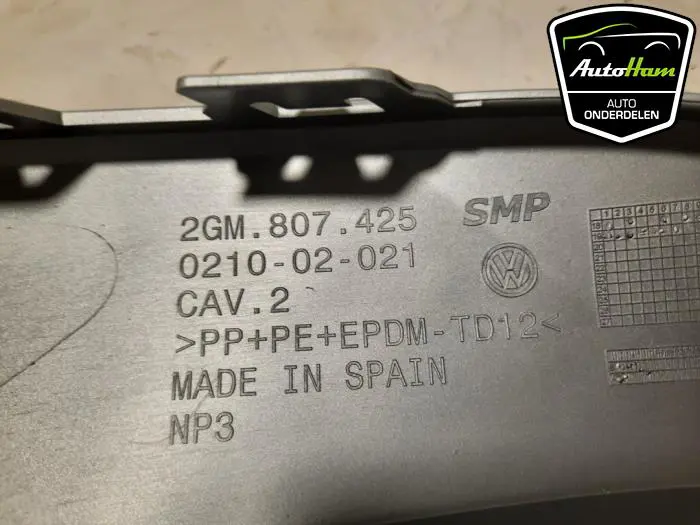 AutoHam
AUTO
ONDERDELEN
2GM.807.425
SMP
0210-02-021
VW
CAV.2
>PP+PE+EPDM-TD12<
MADE IN SPAIN
NP3